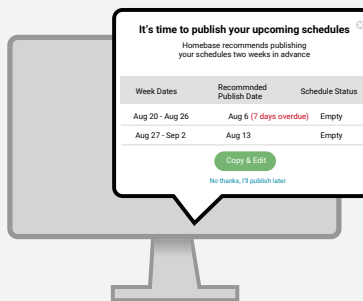 It's time to publish your upcoming schedules
Homebase recommends publishing
your schedules two weeks in advance
Week Dates Recommnded Publish Date Schedule Status
Aug 20 - Aug 26 Aug 6 (7 days overdue) Empty
Aug 27 - Sep 2 Aug 13 Empty
Copy & Edit
No thanks, I'll publish later